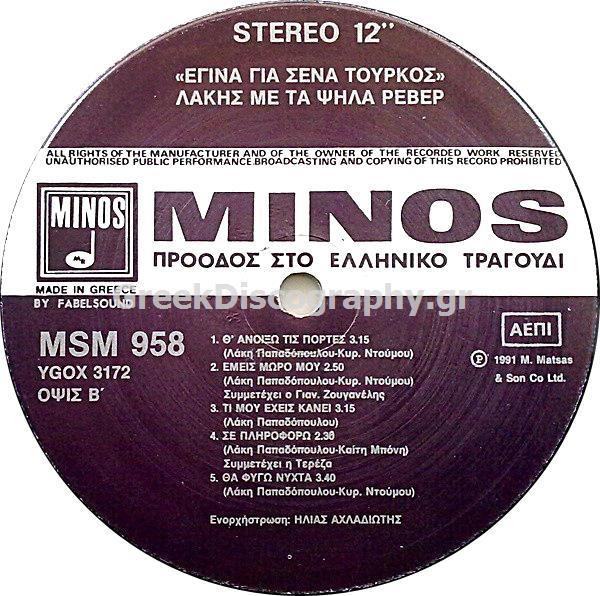 STEREO 12"
«ΕΓΙΝΑ ΓΙΑ ΣΕΝΑ ΤΟΥΡΚΟΣ»
ΛΑΚΗΣ ΜΕ ΤΑ ΨΗΛΑ ΡΕΒΕΡ
ALL RIGHTS OF THE MANUFACTURER AND OF THE OWNER OF THE RECORDED WORK RESERVED
UNAUTHORISED PUBLIC PERFORMANCE.BROADCASTING AND COPYING OF THIS RECORD PROHIBITED
MINOS
MINOS
ΠΡΟΟΔΟΣ ΣΤΟ ΕΛΛΗΝΙΚΟ ΤΡΑΓΟΥΔΙ
MADE IN GREECE
BY FABELSOUND
GreekDiscography.gr
MSM 958
YGOX 3172
ΟΨΙΣ Β΄
1. Θ' ΑΝΟΙΞΩ ΤΙΣ ΠΟΡΤΕΣ 3.15
(Λάκη Παπαδόπουλου-Κυρ. Ντούμου)
2. ΕΜΕΙΣ ΜΩΡΟ ΜΟΥ 2.50
(Λάκη Παπαδόπουλου-Κυρ. Ντούμου)
Συμμετέχει ο Γιαν. Ζουγανέλης
3. ΤΙ ΜΟΥ ΕΧΕΙΣ ΚΑΝΕΙ 3.15
(Λάκη Παπαδόπουλου)
4. ΣΕ ΠΛΗΡΟΦΟΡΩ 2.30
(Λάκη Παπαδόπουλου-Καίτη Μπόνη)
Συμμετέχει η Τερέζα
5. ΘΑ ΦΥΓΩ ΝΥΧΤΑ 3.40
(Λάκη Παπαδόπουλου-Κυρ. Ντούμου)
Ενορχήστρωση: ΗΛΙΑΣ ΑΧΛΑΔΙΩΤΗΣ
ΑΕΠΙ
Ⓟ 1991 M. Matsas
& Son Co Ltd.